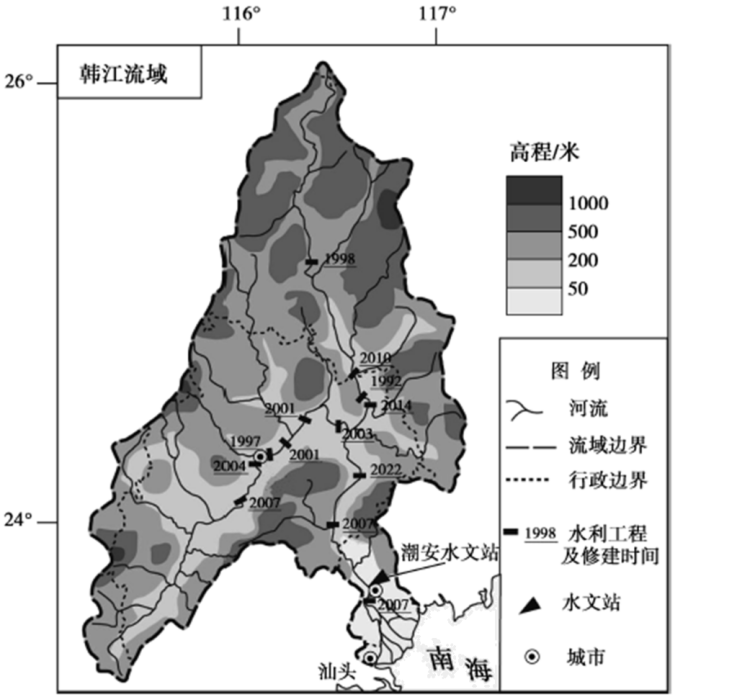 116°
117°
26°
韩江流域
高程/米
1000
500
200
50
1998
2010
1992
2014
2001
2003
1997
2001
2004
2022
2007
2007
24°
潮安水文站
2007
汕头
南海
图例
河流
流域边界
行政边界
1998 水利工程
及修建时间
水文站
城市